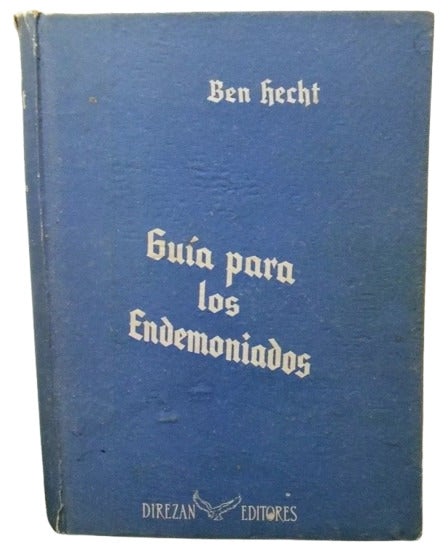 Ben Hecht
Guía para
los
Endemoniados
DIREZAN EDITORES